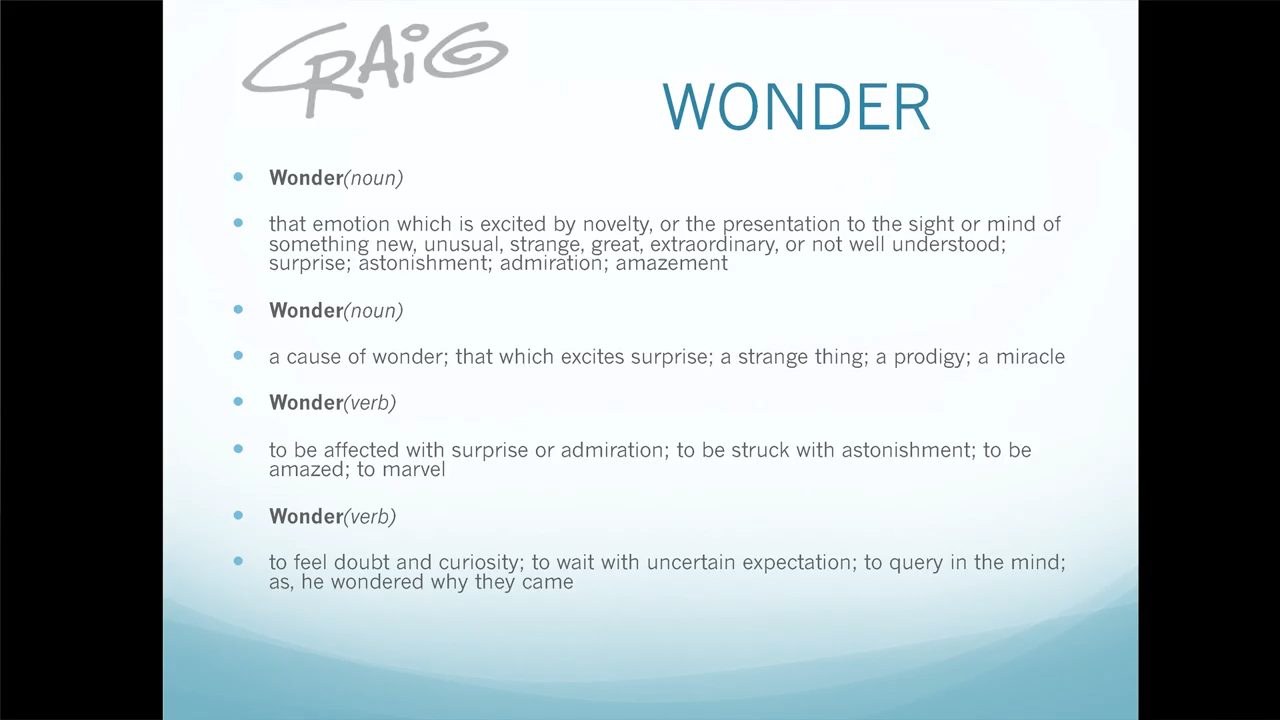 CRAiG
WONDER
Wonder(noun)
that emotion which is excited by novelty, or the presentation to the sight or mind of
something new, unusual, strange, great, extraordinary, or not well understood;
surprise; astonishment; admiration; amazement
Wonder(noun)
a cause of wonder; that which excites surprise; a strange thing; a prodigy; a miracle
Wonder(verb)
to be affected with surprise or admiration; to be struck with astonishment; to be
amazed; to marvel
Wonder(verb)
to feel doubt and curiosity; to wait with uncertain expectation; to query in the mind;
as, he wondered why they came